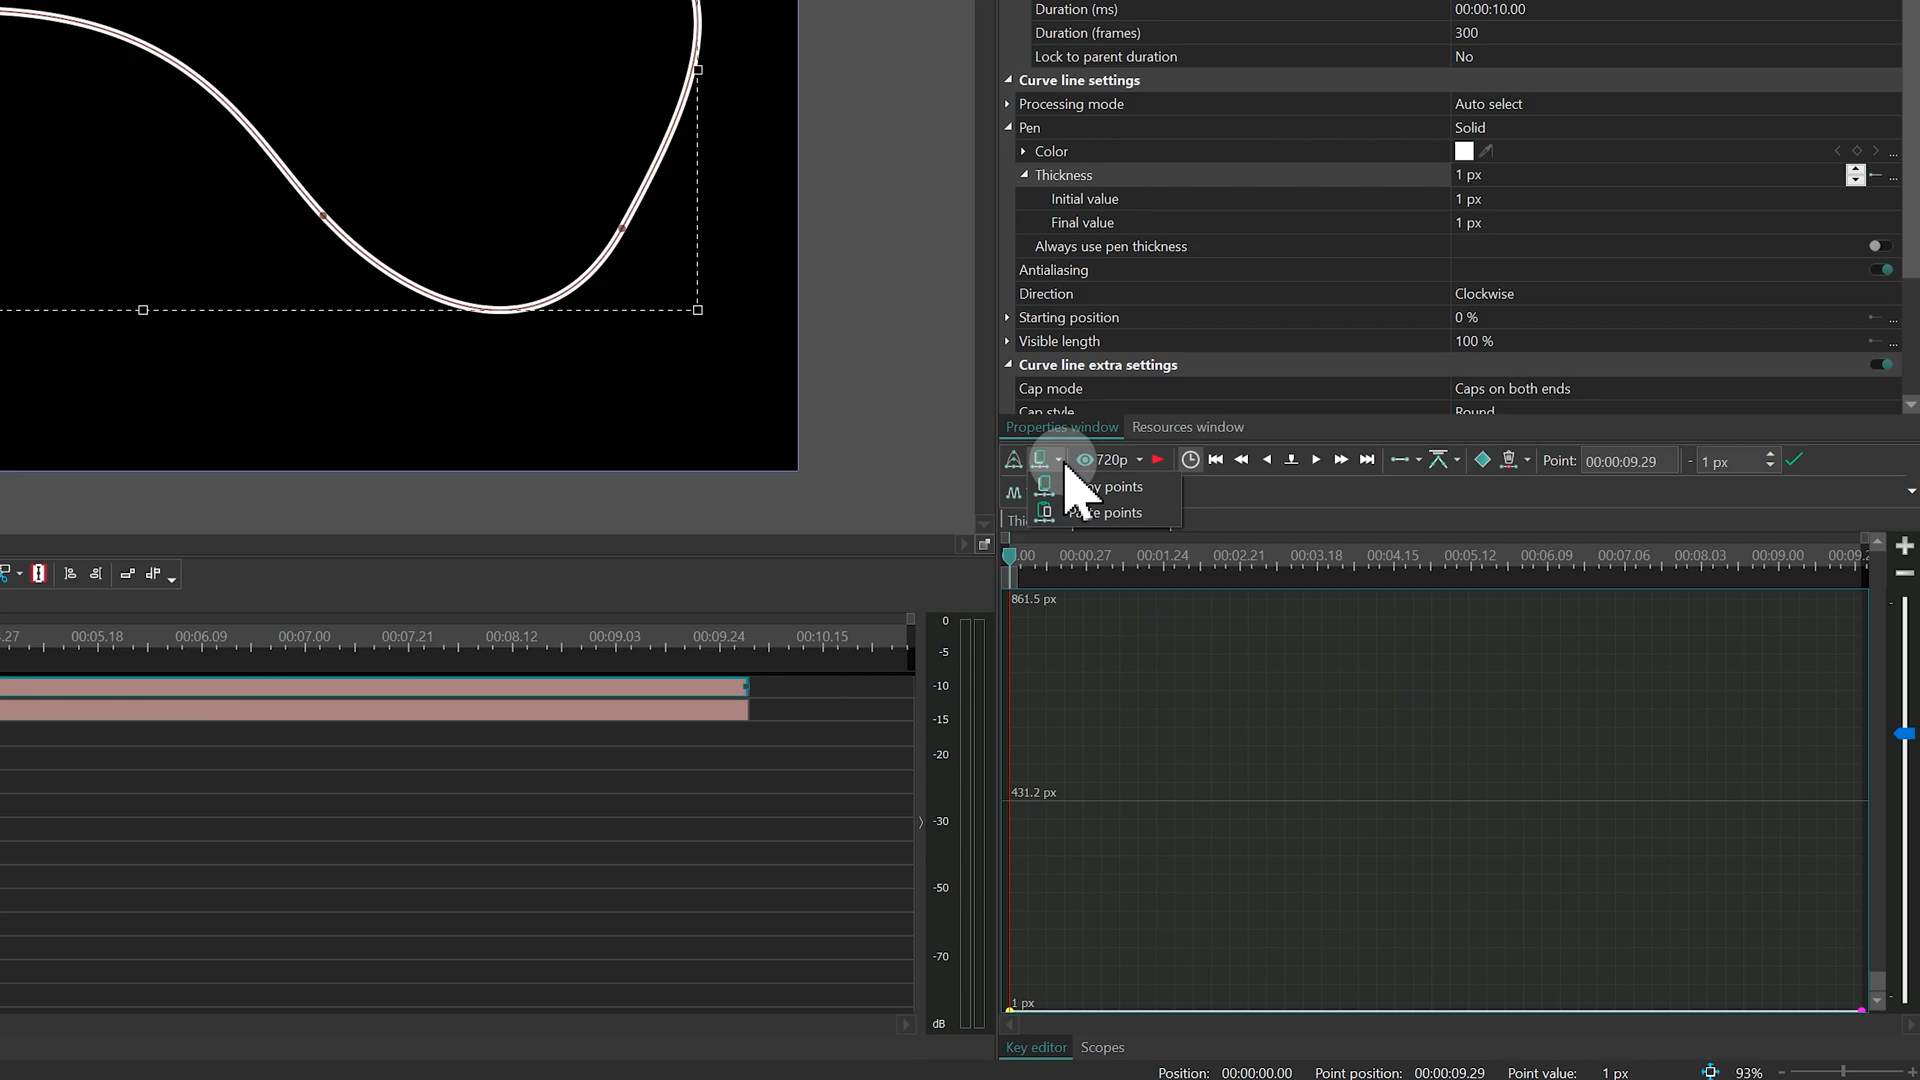 Duration (ms) 00:00:10.00
Duration (frames) 300
Lock to parent duration No
Curve line settings
Processing mode Auto select
Pen Solid
Color ...
Thickness 1 px ...
Initial value 1 px
Final value 1 px
Always use pen thickness
Antialiasing
Direction Clockwise
Starting position 0 % ...
Visible length 100 % ...
Curve line extra settings
Cap mode Caps on both ends
Cap style Round
Properties window Resources window
720p Point: 00:00:09.29 - 1 px
points
points
.00 00:00.27 00:01.24 00:02.21 00:03.18 00:04.15 00:05.12 00:06.09 00:07.06 00:08.03 00:09.00 00:09.2
861.5 px
431.2 px
1 px
.27 00:05.18 00:06.09 00:07.00 00:07.21 00:08.12 00:09.03 00:09.24 00:10.15
0
-5
-10
-15
-20
-30
-50
-70
dB
Key editor Scopes
Position: 00:00:00.00 Point position: 00:00:09.29 Point value: 1 px 93%